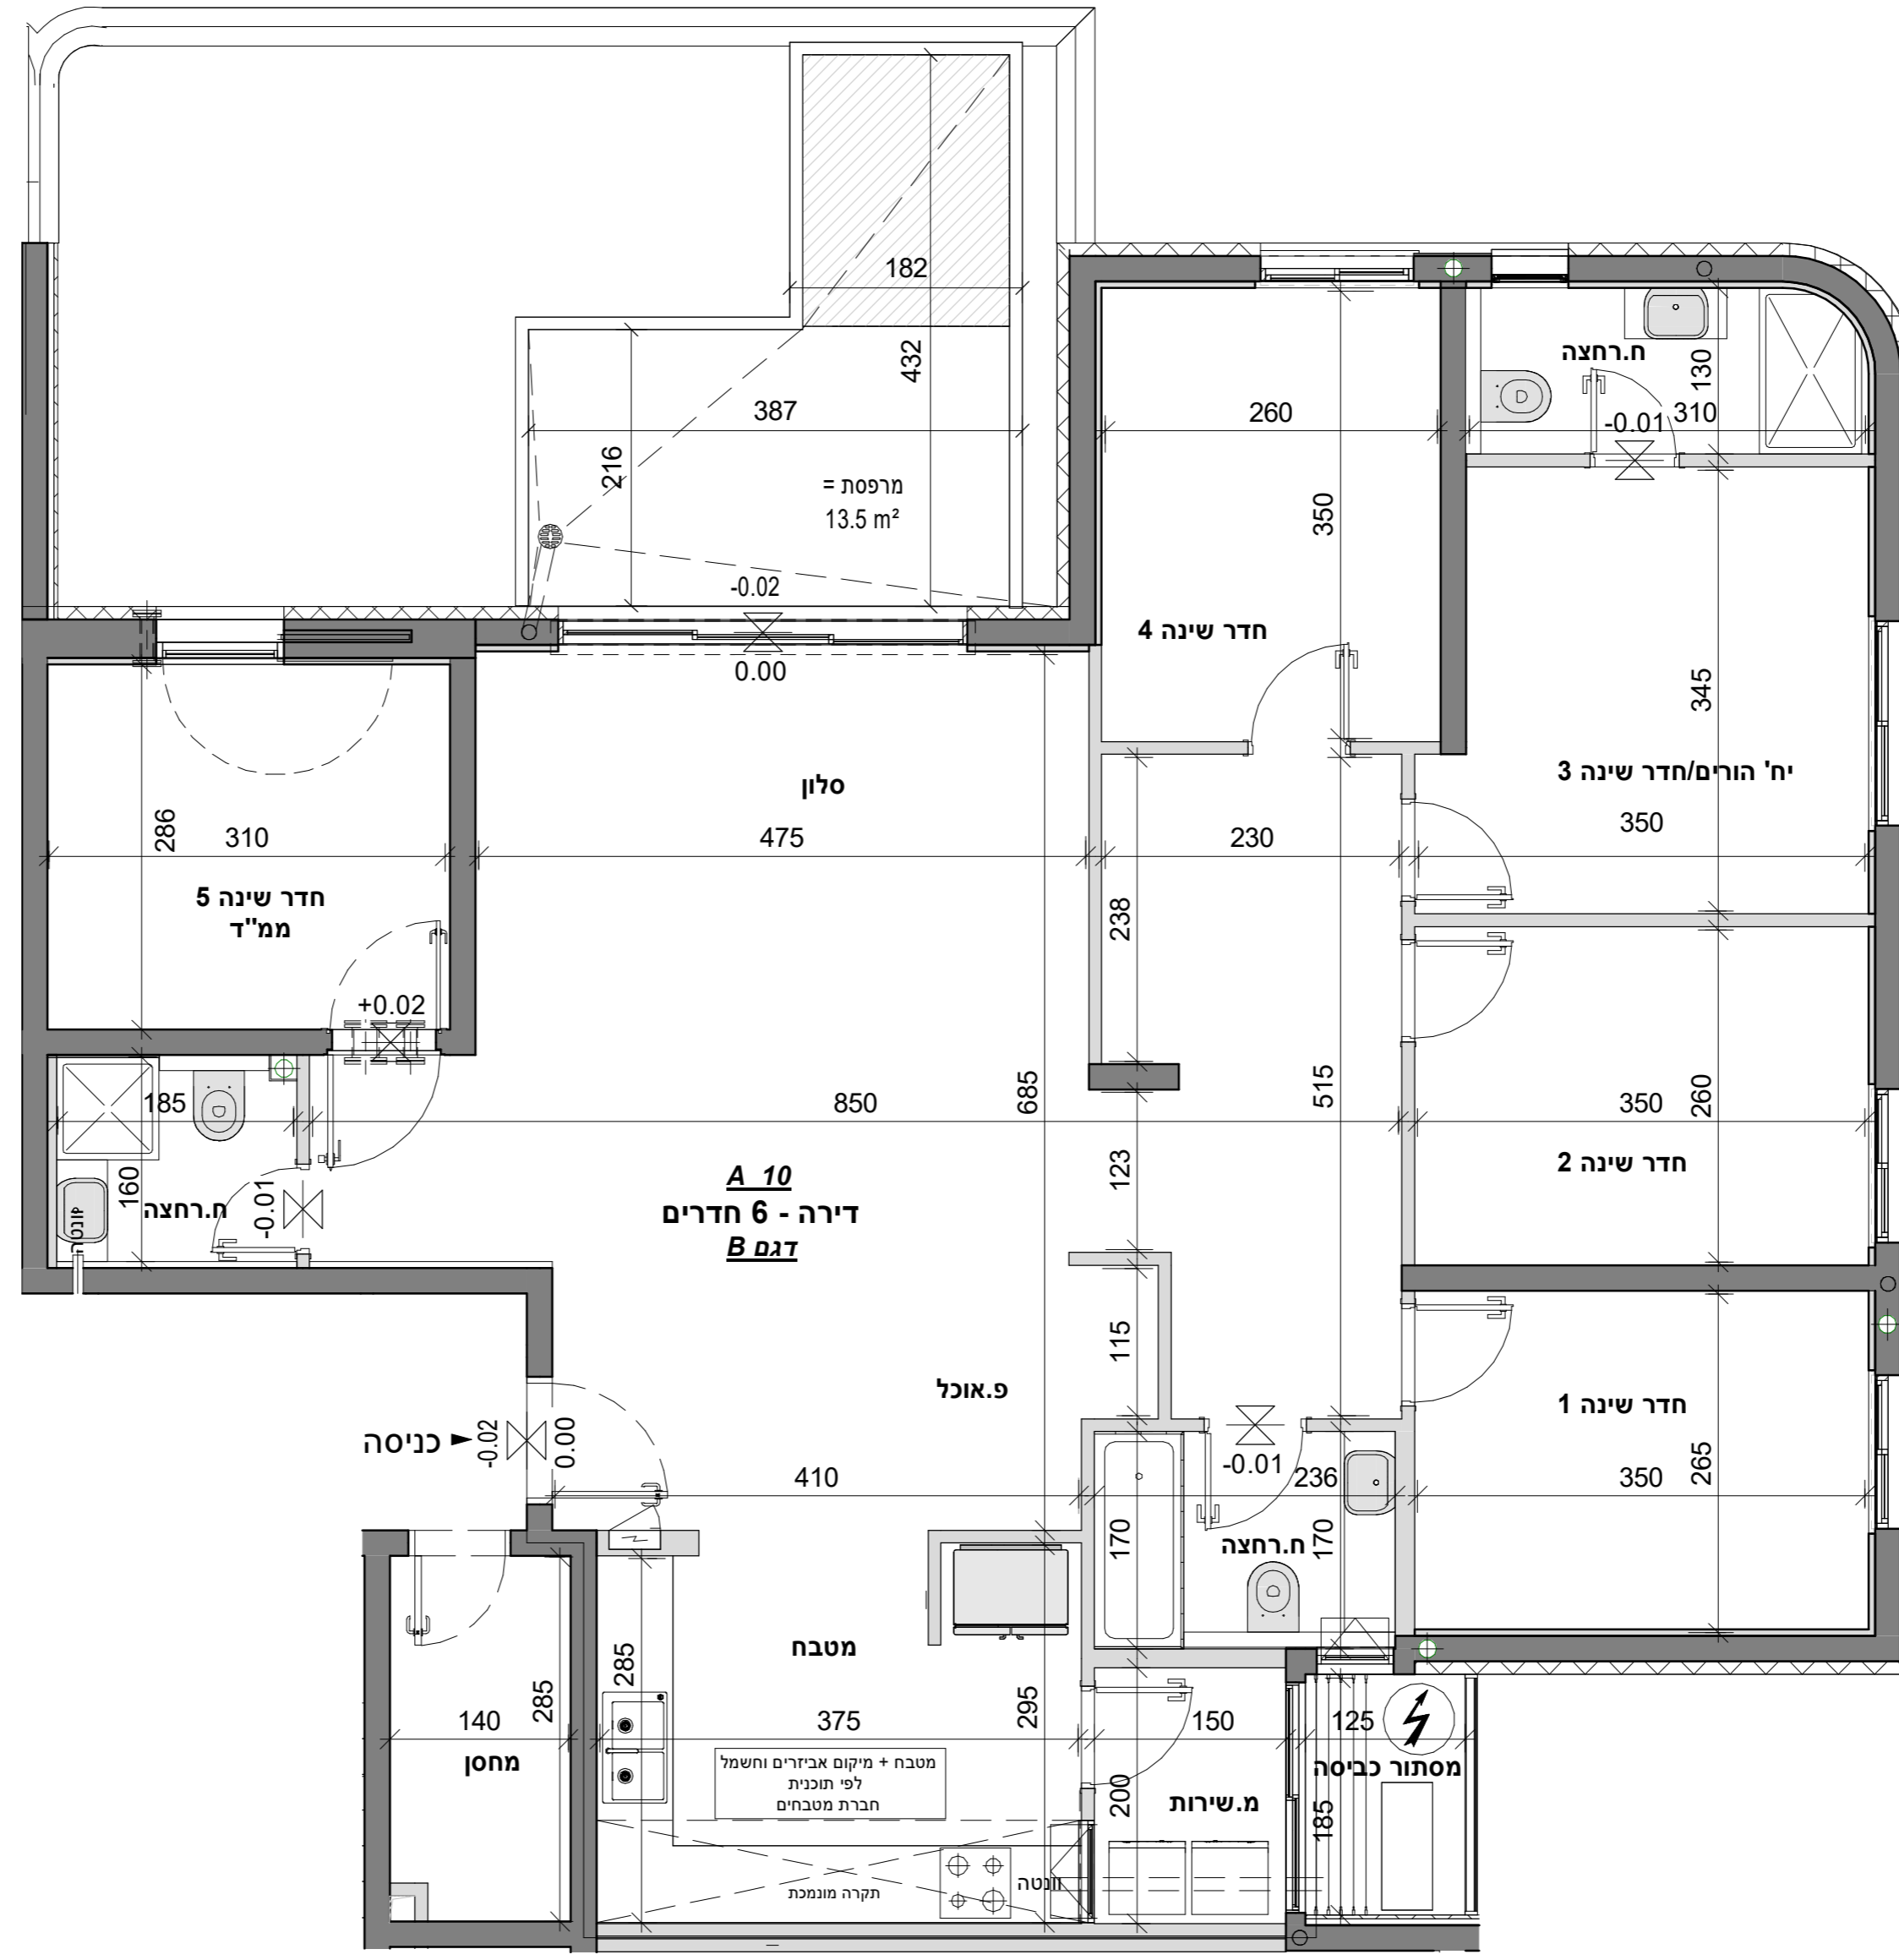 182
432
387
216
מרפסת =
13.5 m²
-0.02
0.00
260
350
חדר שינה 4
ח.רחצה
130
310
-0.01
345
יח' הורים/חדר שינה 3
350
סלון
475
230
286
310
חדר שינה 5
ממ"ד
+0.02
238
685
515
185
850
350
260
חדר שינה 2
160
ח.רחצה
-0.01
וונטה
A 10
דירה - 6 חדרים
דגם B
123
115
פ.אוכל
חדר שינה 1
כניסה
-0.02
0.00
410
-0.01
236
350
265
170
ח.רחצה
170
מטבח
285
285
295
140
מחסן
375
150
125
מטבח + מיקום אביזרים וחשמל
לפי תוכנית
חברת מטבחים
מסתור כביסה
200
מ.שירות
185
תקרה מונמכת
וונטה